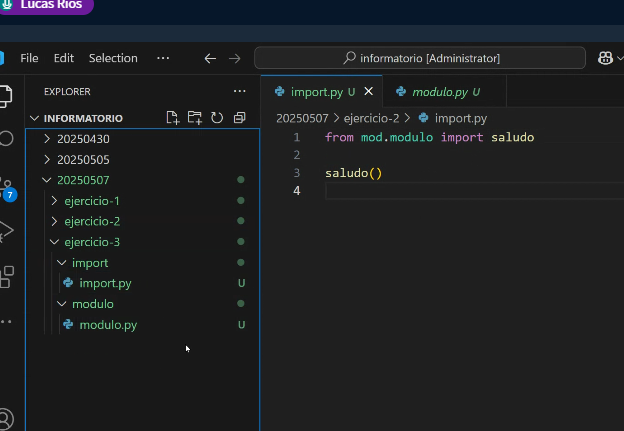 Lucas Rios
File Edit Selection ··· ← → informatorio [Administrator]
EXPLORER ···
INFORMATORIO
20250430
20250505
20250507
ejercicio-1
ejercicio-2
ejercicio-3
import
import.py U
modulo
modulo.py U
7
import.py U × modulo.py U
20250507 > ejercicio-2 > import.py
1 from mod.modulo import saludo
2
3 saludo()
4